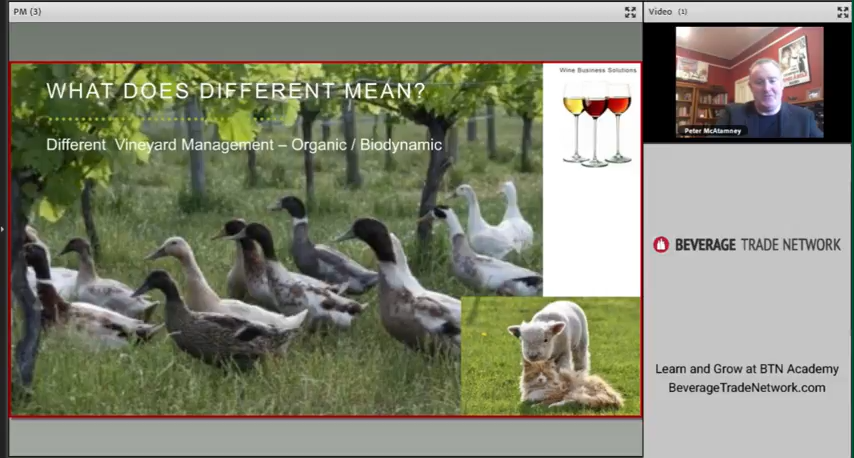 PM (3)
WHAT DOES DIFFERENT MEAN?
Different Vineyard Management – Organic / Biodynamic
Wine Business Solutions
Video (1)
Peter McAtamney
BEVERAGE TRADE NETWORK
Learn and Grow at BTN Academy
BeverageTradeNetwork.com